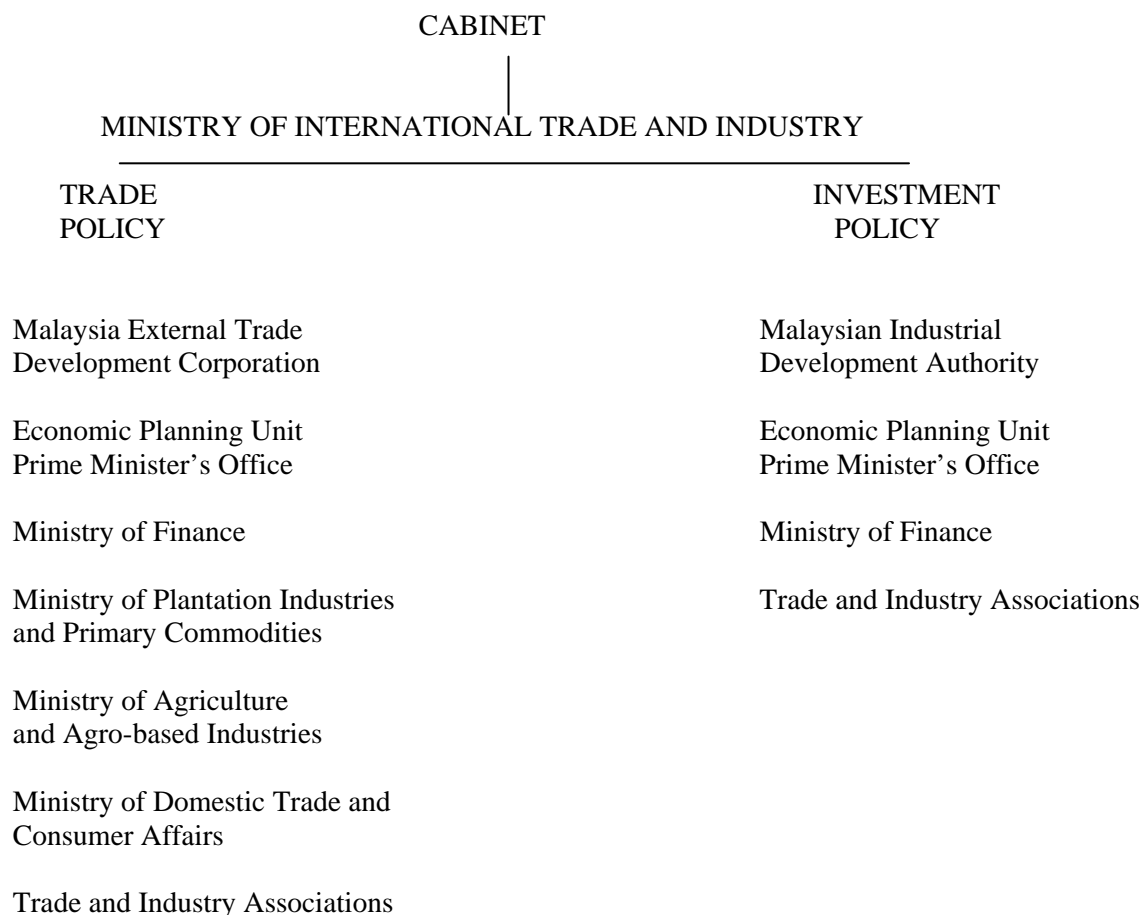 CABINET
MINISTRY OF INTERNATIONAL TRADE AND INDUSTRY
TRADE
POLICY
INVESTMENT
POLICY
Malaysia External Trade
Development Corporation
Economic Planning Unit
Prime Minister’s Office
Ministry of Finance
Ministry of Plantation Industries
and Primary Commodities
Ministry of Agriculture
and Agro-based Industries
Ministry of Domestic Trade and
Consumer Affairs
Trade and Industry Associations
Malaysian Industrial
Development Authority
Economic Planning Unit
Prime Minister’s Office
Ministry of Finance
Trade and Industry Associations